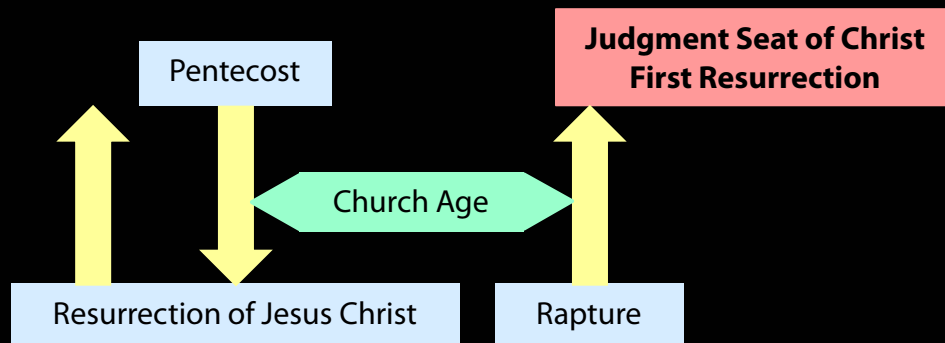 Judgment Seat of Christ
First Resurrection
Pentecost
Church Age
Resurrection of Jesus Christ
Rapture